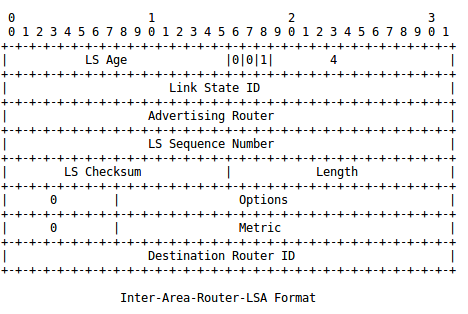 0                   1                   2                   3
 0 1 2 3 4 5 6 7 8 9 0 1 2 3 4 5 6 7 8 9 0 1 2 3 4 5 6 7 8 9 0 1
+-+-+-+-+-+-+-+-+-+-+-+-+-+-+-+-+-+-+-+-+-+-+-+-+-+-+-+-+-+-+-+-+
|           LS Age              |0|0|1|        4                |
+-+-+-+-+-+-+-+-+-+-+-+-+-+-+-+-+-+-+-+-+-+-+-+-+-+-+-+-+-+-+-+-+
|                       Link State ID                           |
+-+-+-+-+-+-+-+-+-+-+-+-+-+-+-+-+-+-+-+-+-+-+-+-+-+-+-+-+-+-+-+-+
|                    Advertising Router                         |
+-+-+-+-+-+-+-+-+-+-+-+-+-+-+-+-+-+-+-+-+-+-+-+-+-+-+-+-+-+-+-+-+
|                    LS Sequence Number                         |
+-+-+-+-+-+-+-+-+-+-+-+-+-+-+-+-+-+-+-+-+-+-+-+-+-+-+-+-+-+-+-+-+
|        LS Checksum            |            Length             |
+-+-+-+-+-+-+-+-+-+-+-+-+-+-+-+-+-+-+-+-+-+-+-+-+-+-+-+-+-+-+-+-+
|      0        |                 Options                       |
+-+-+-+-+-+-+-+-+-+-+-+-+-+-+-+-+-+-+-+-+-+-+-+-+-+-+-+-+-+-+-+-+
|      0        |                 Metric                        |
+-+-+-+-+-+-+-+-+-+-+-+-+-+-+-+-+-+-+-+-+-+-+-+-+-+-+-+-+-+-+-+-+
|                    Destination Router ID                      |
+-+-+-+-+-+-+-+-+-+-+-+-+-+-+-+-+-+-+-+-+-+-+-+-+-+-+-+-+-+-+-+-+
Inter-Area-Router-LSA Format